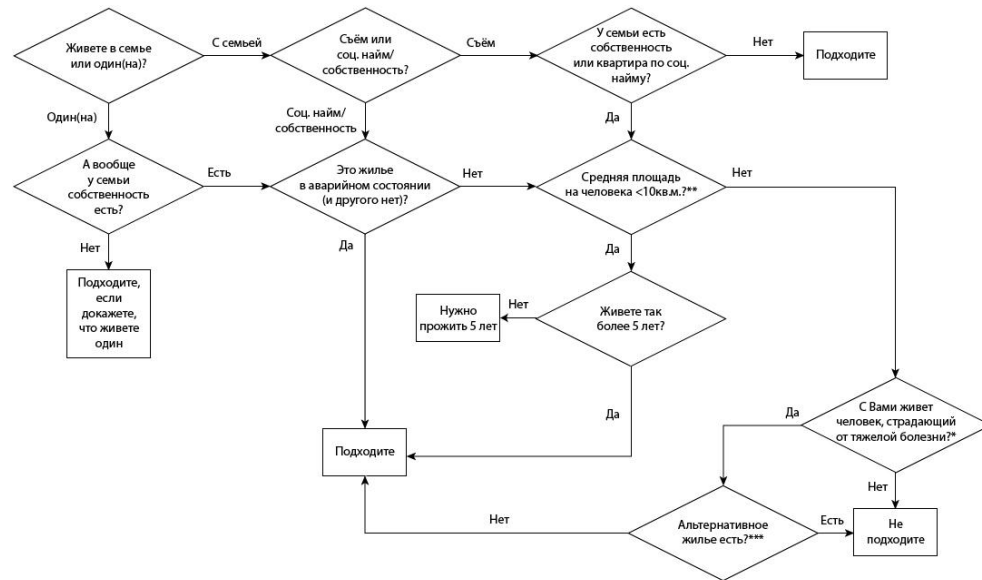 Живете в семье
или один(на)?
С семьей
Съём или
соц. найм/
собственность?
Съём
У семьи есть
собственность
или квартира по соц.
найму?
Нет
Подходите
Один(на)
Соц. найм/
собственность
Да
А вообще
у семьи
собственность
есть?
Есть
Это жилье
в аварийном состоянии
(и другого нет)?
Нет
Средняя площадь
на человека <10кв.м.?**
Нет
Нет
Да
Да
Подходите,
если
докажете,
что живете
один
Нужно
прожить 5 лет
Нет
Живете так
более 5 лет?
Да
Да
С Вами живет
человек, страдающий
от тяжелой болезни?*
Подходите
Нет
Нет
Альтернативное
жилье есть?***
Есть
Не
подходите